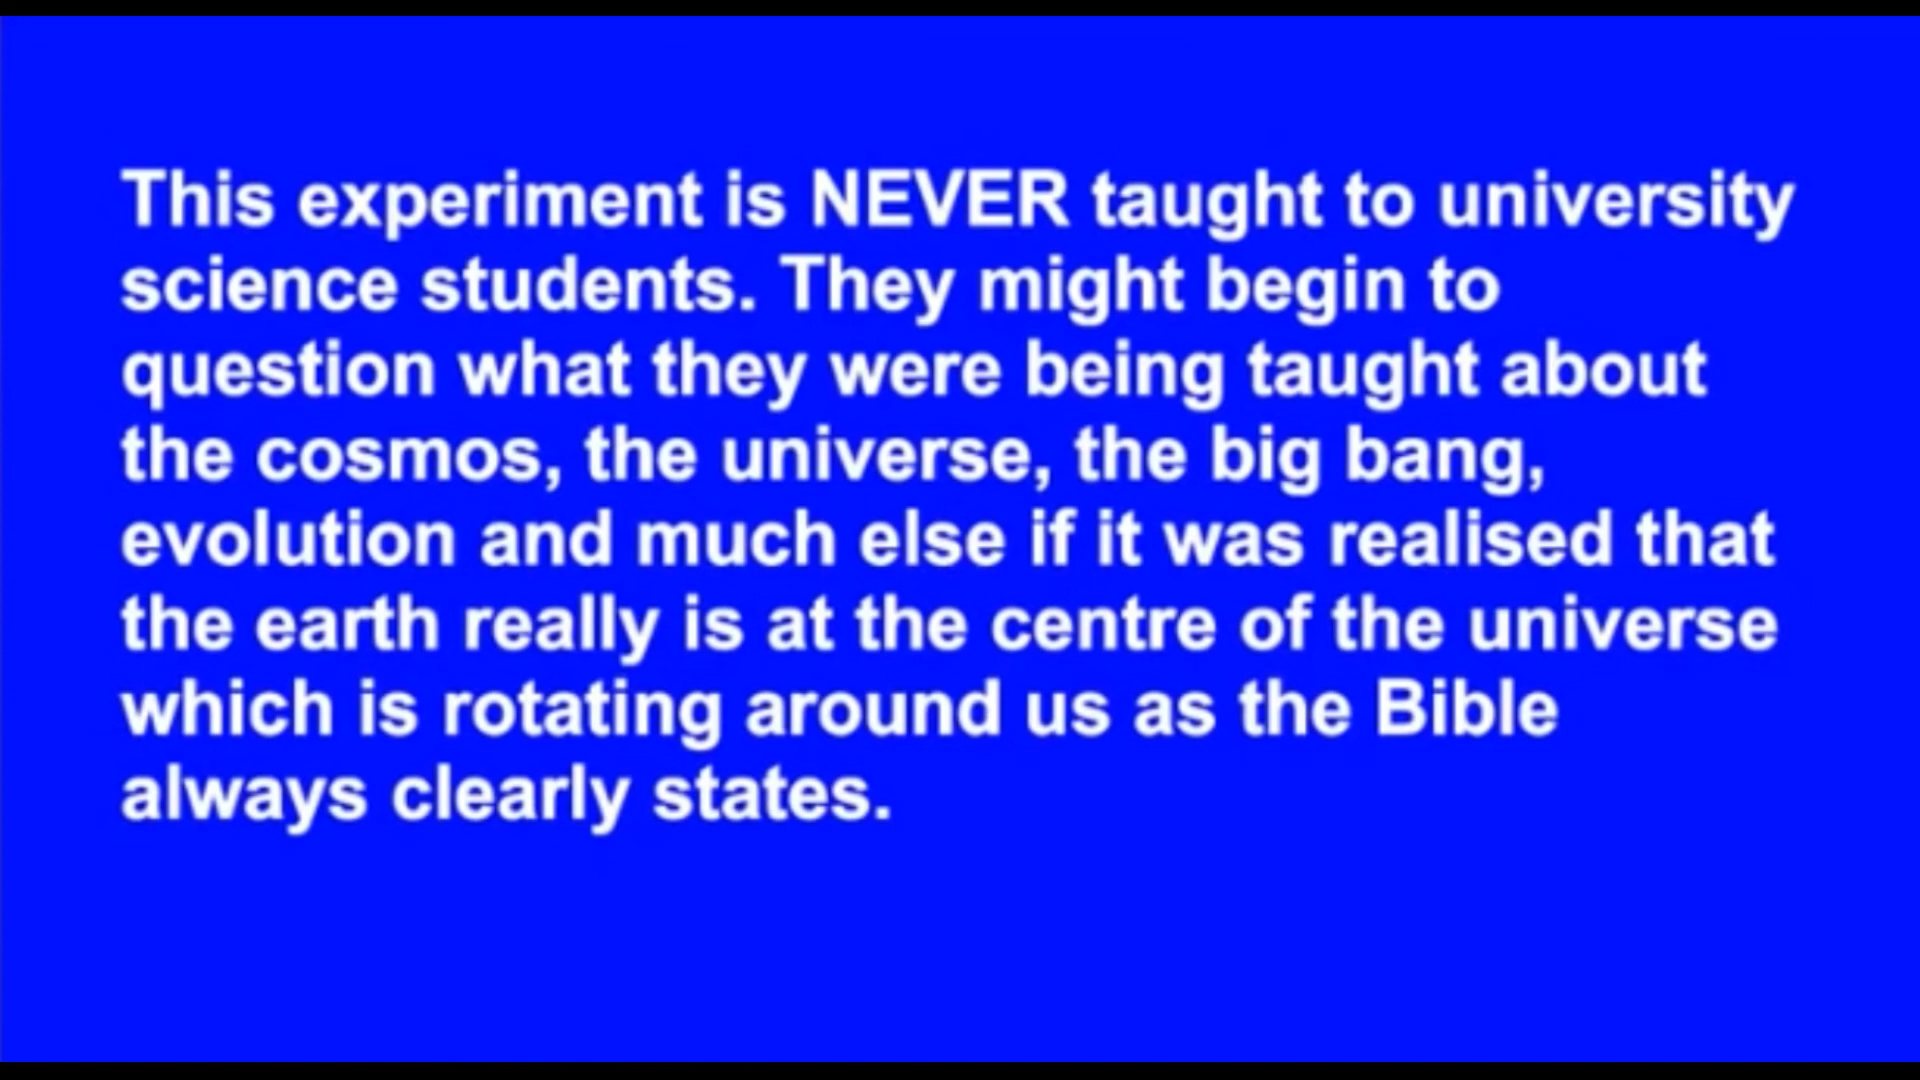 This experiment is NEVER taught to university
science students. They might begin to
question what they were being taught about
the cosmos, the universe, the big bang,
evolution and much else if it was realised that
the earth really is at the centre of the universe
which is rotating around us as the Bible
always clearly states.